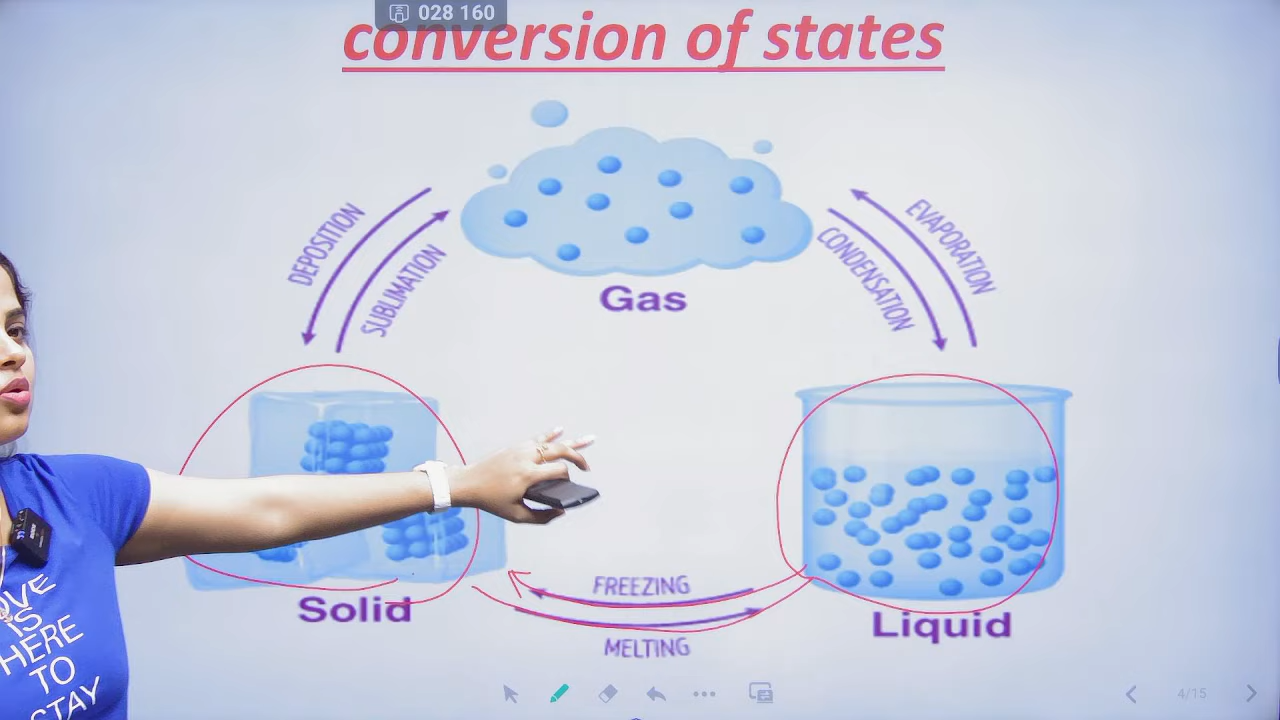 028 160
conversion of states
DEPOSITION
SUBLIMATION
EVAPORATION
CONDENSATION
Gas
FREEZING
Solid
Liquid
MELTING
IS
HERE
TO
STAY
4/15